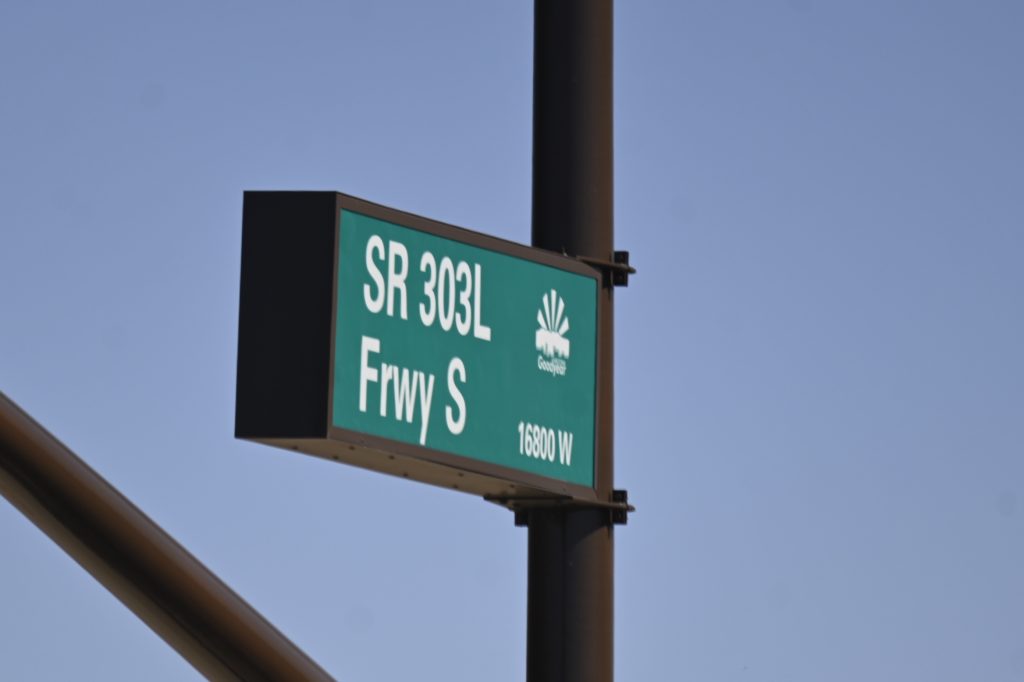 SR 303L
Frwy S
Goodyear
16800 W